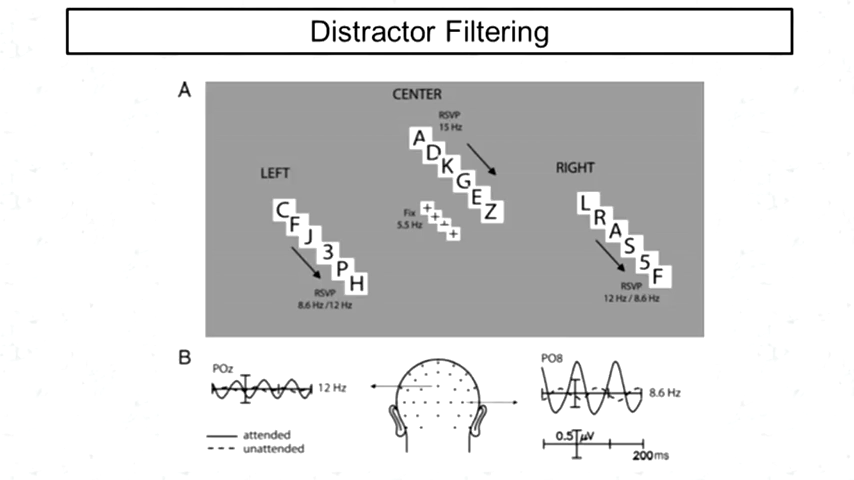 Distractor Filtering
A
CENTER
RSVP
15 Hz
A
D
K
G
E
Z
LEFT
RIGHT
C
F
J
3
P
H
Fix
5.5 Hz
+
+
+
+
L
R
A
S
5
F
RSVP
8.6 Hz /12 Hz
RSVP
12 Hz / 8.6 Hz
B
POz
12 Hz
PO8
8.6 Hz
attended
unattended
0.5 µV
200 ms